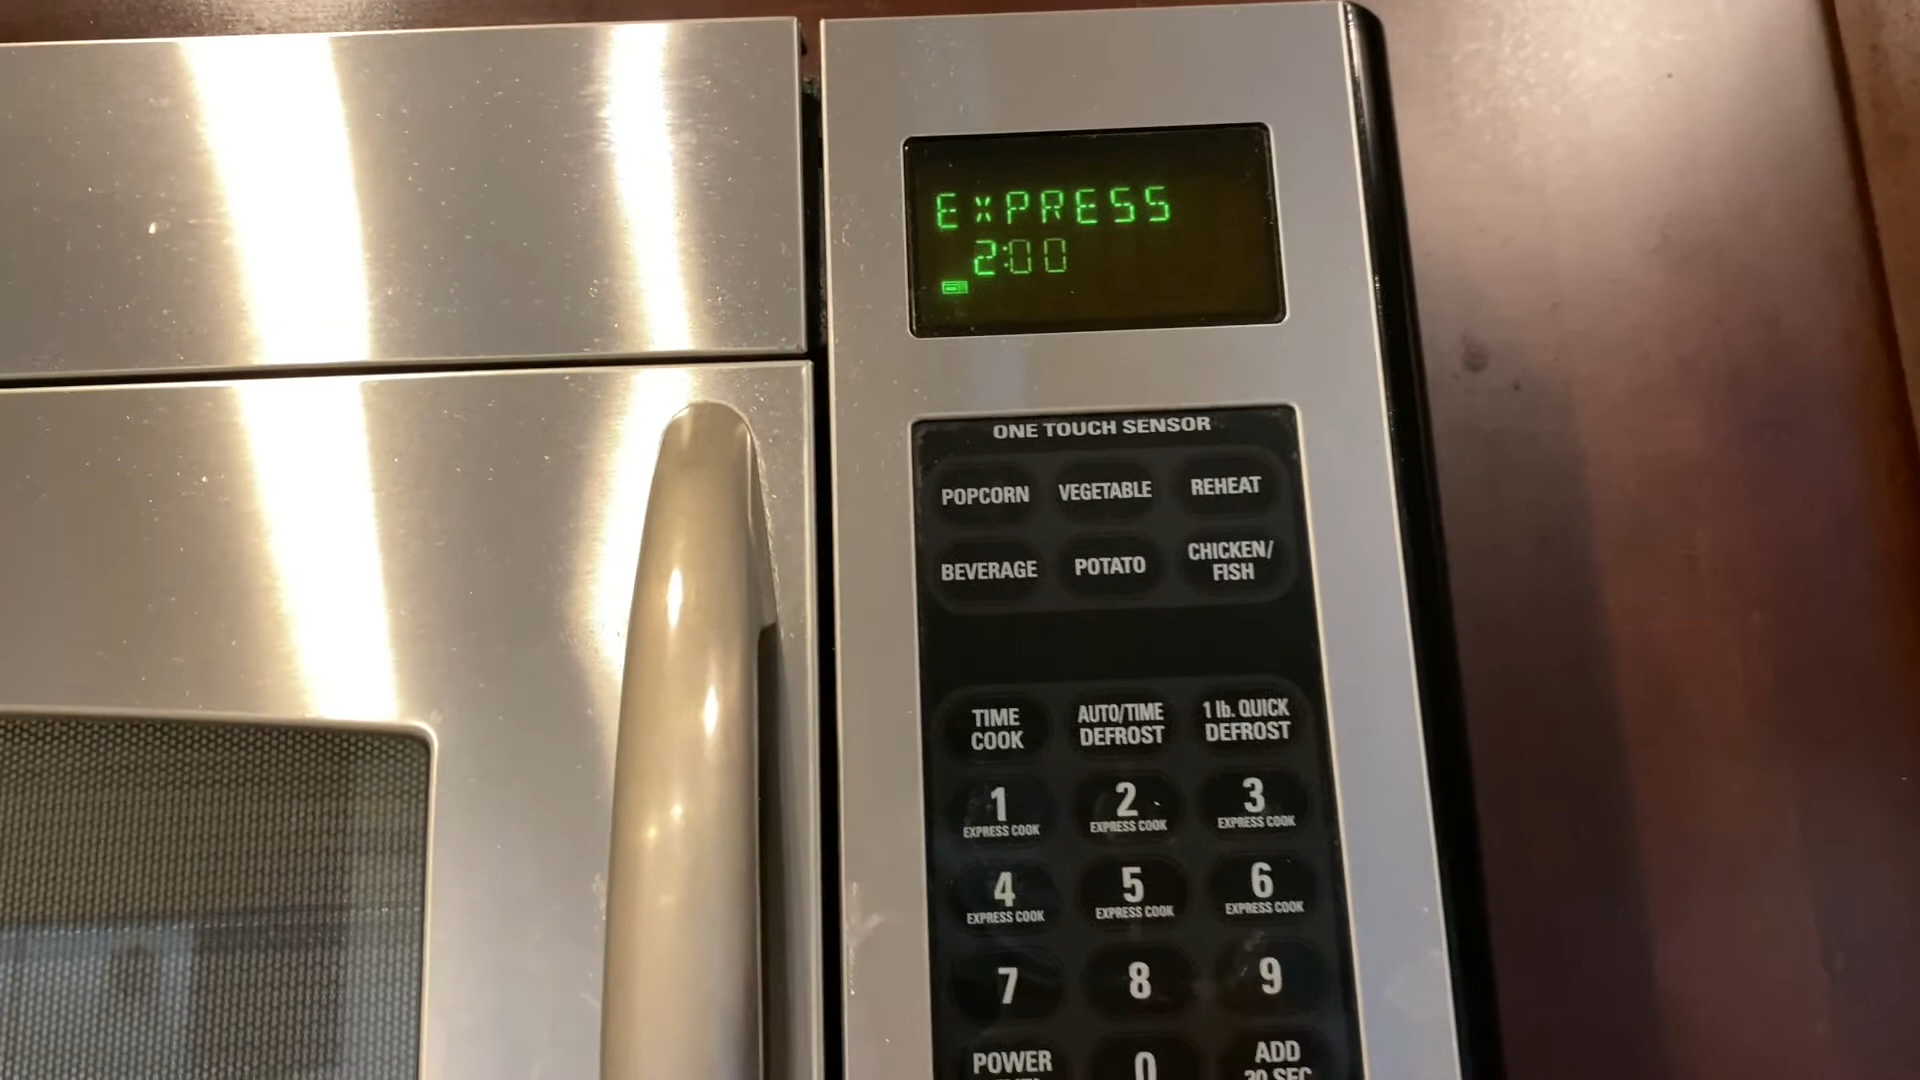 EXPRESS
2:00
ONE TOUCH SENSOR
POPCORN VEGETABLE REHEAT
BEVERAGE POTATO CHICKEN/
FISH
TIME
COOK
AUTO/TIME
DEFROST
1 lb. QUICK
DEFROST
1 2 3
EXPRESS COOK EXPRESS COOK EXPRESS COOK
4 5 6
EXPRESS COOK EXPRESS COOK EXPRESS COOK
7 8 9
POWER
0
ADD
30 SEC